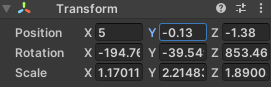 Transform
Position X 5 Y -0.13 Z -1.38
Rotation X -194.76 Y -39.54 Z 853.46
Scale X 1.17011 Y 2.2148 Z 1.8900